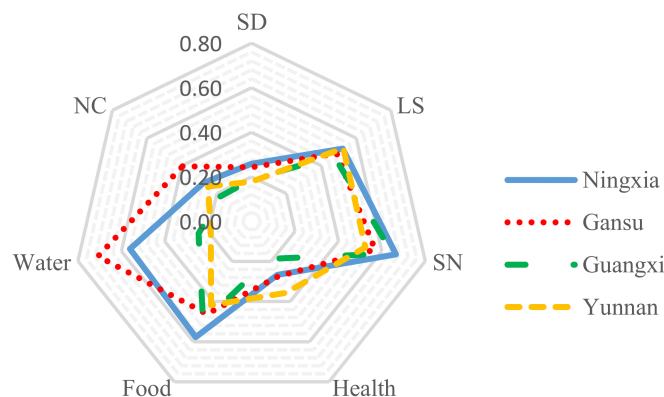 SD
0.80
0.60
0.40
0.20
0.00
NC
LS
Water
SN
Food
Health
Ningxia
Gansu
Guangxi
Yunnan